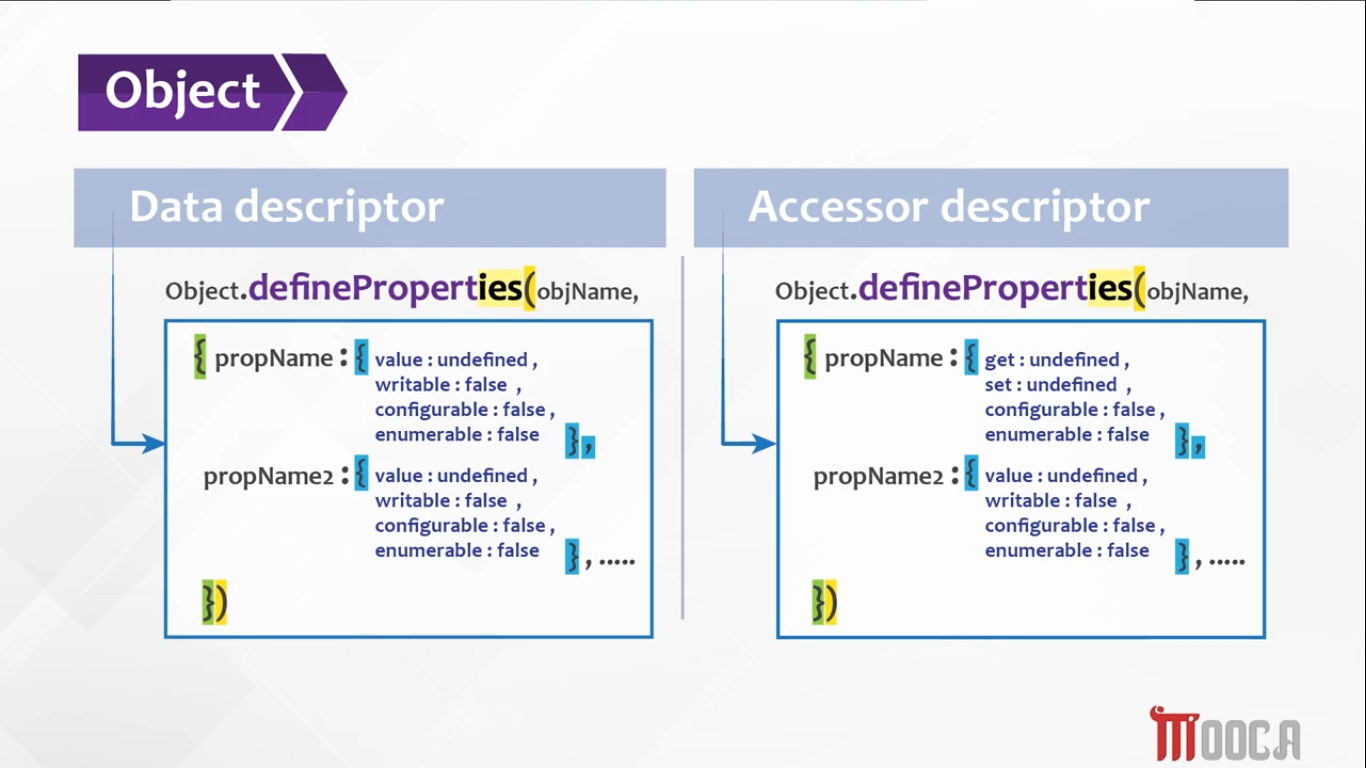 Object
Data descriptor
Object.defineProperties(objName,
{ propName : { value : undefined ,
writable : false ,
configurable : false ,
enumerable : false },
propName2 : { value : undefined ,
writable : false ,
configurable : false ,
enumerable : false } , .....
})
Accessor descriptor
Object.defineProperties(objName,
{ propName : { get : undefined ,
set : undefined ,
configurable : false ,
enumerable : false },
propName2 : { value : undefined ,
writable : false ,
configurable : false ,
enumerable : false } , .....
})
MOOCA